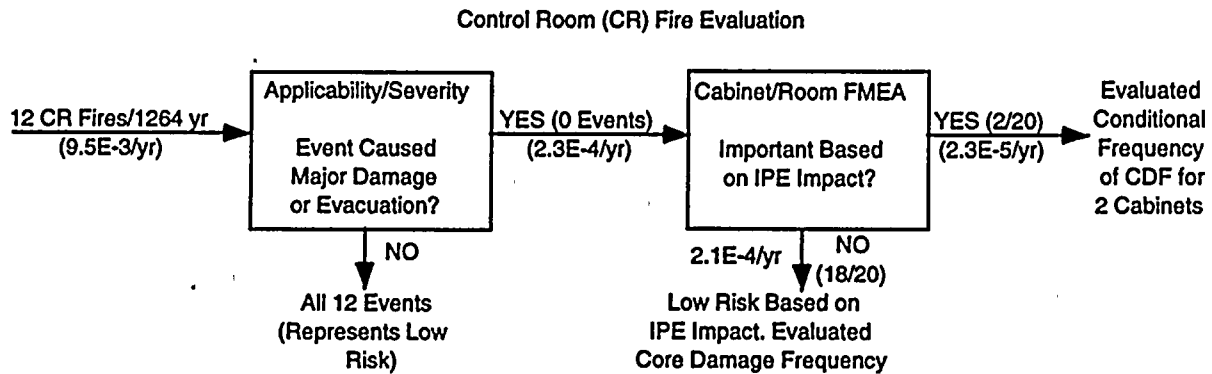 Control Room (CR) Fire Evaluation
12 CR Fires/1264 yr
(9.5E-3/yr)
Applicability/Severity
Event Caused
Major Damage
or Evacuation?
YES (0 Events)
(2.3E-4/yr)
Cabinet/Room FMEA
Important Based
on IPE Impact?
YES (2/20)
(2.3E-5/yr)
Evaluated
Conditional
Frequency
of CDF for
2 Cabinets
NO
All 12 Events
(Represents Low
Risk)
2.1E-4/yr
NO
(18/20)
Low Risk Based on
IPE Impact. Evaluated
Core Damage Frequency